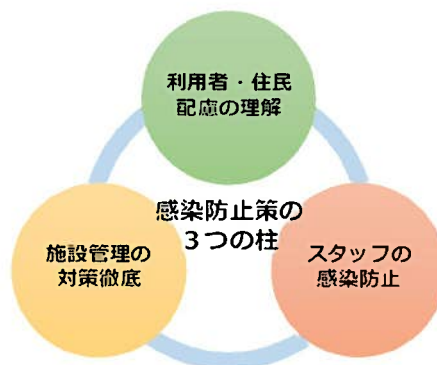 利用者・住民
配慮の理解
感染防止策の
３つの柱
施設管理の
対策徹底
スタッフの
感染防止